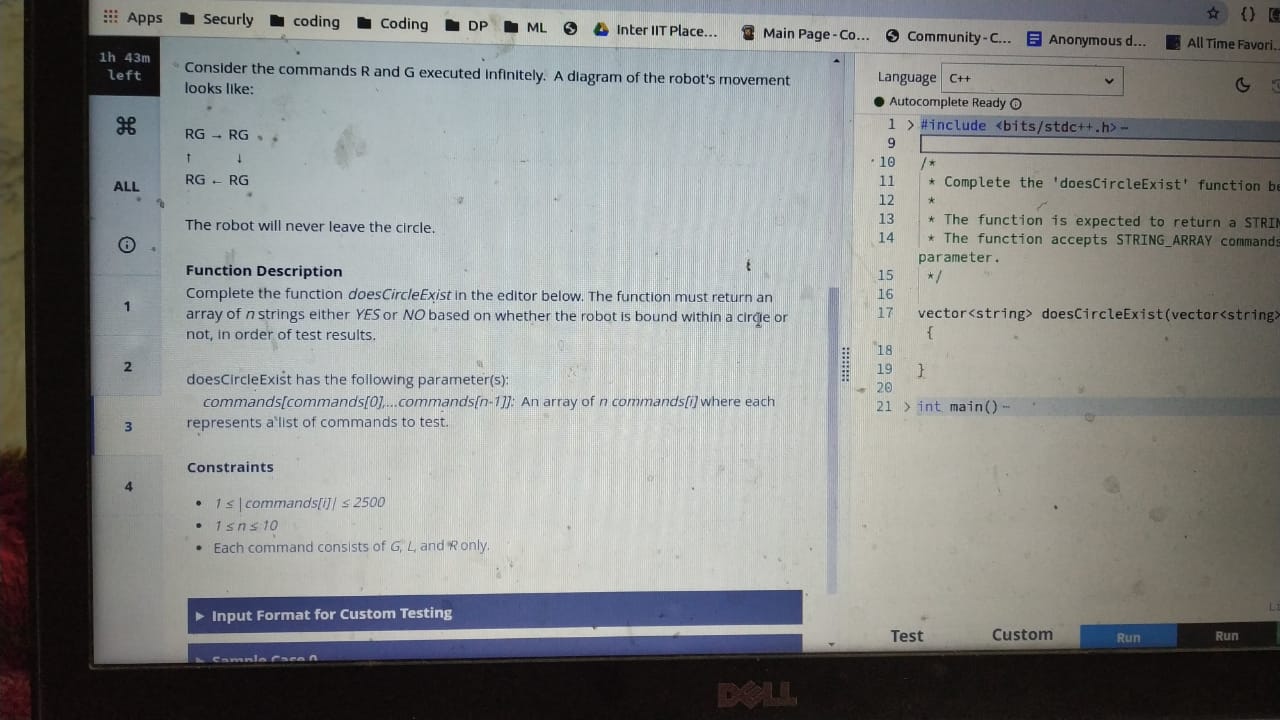 Apps Securly coding Coding DP ML Inter IIT Place... Main Page - Co... Community - C... Anonymous d... All Time Favori...
1h 43m
left
ALL
1
2
3
4
Consider the commands R and G executed infinitely. A diagram of the robot's movement
looks like:
RG → RG
↑ ↓
RG ← RG
The robot will never leave the circle.
Function Description
Complete the function doesCircleExist in the editor below. The function must return an
array of n strings either YES or NO based on whether the robot is bound within a circle or
not, in order of test results.
doesCircleExist has the following parameter(s):
commands[commands[0],...commands[n-1]]: An array of n commands[i] where each
represents a list of commands to test.
Constraints
• 1 ≤ |commands[i]| ≤ 2500
• 1 ≤ n ≤ 10
• Each command consists of G, L, and R only.
▶ Input Format for Custom Testing
▶ Sample Case 0
Language C++
Autocomplete Ready
1 > #include <bits/stdc++.h>
9
10 /*
11 * Complete the 'doesCircleExist' function be
12 *
13 * The function is expected to return a STRIN
14 * The function accepts STRING_ARRAY commands
parameter.
15 */
16
17 vector<string> doesCircleExist(vector<string>
{
18
19 }
20
21 > int main()
Test Custom Run Run
DELL